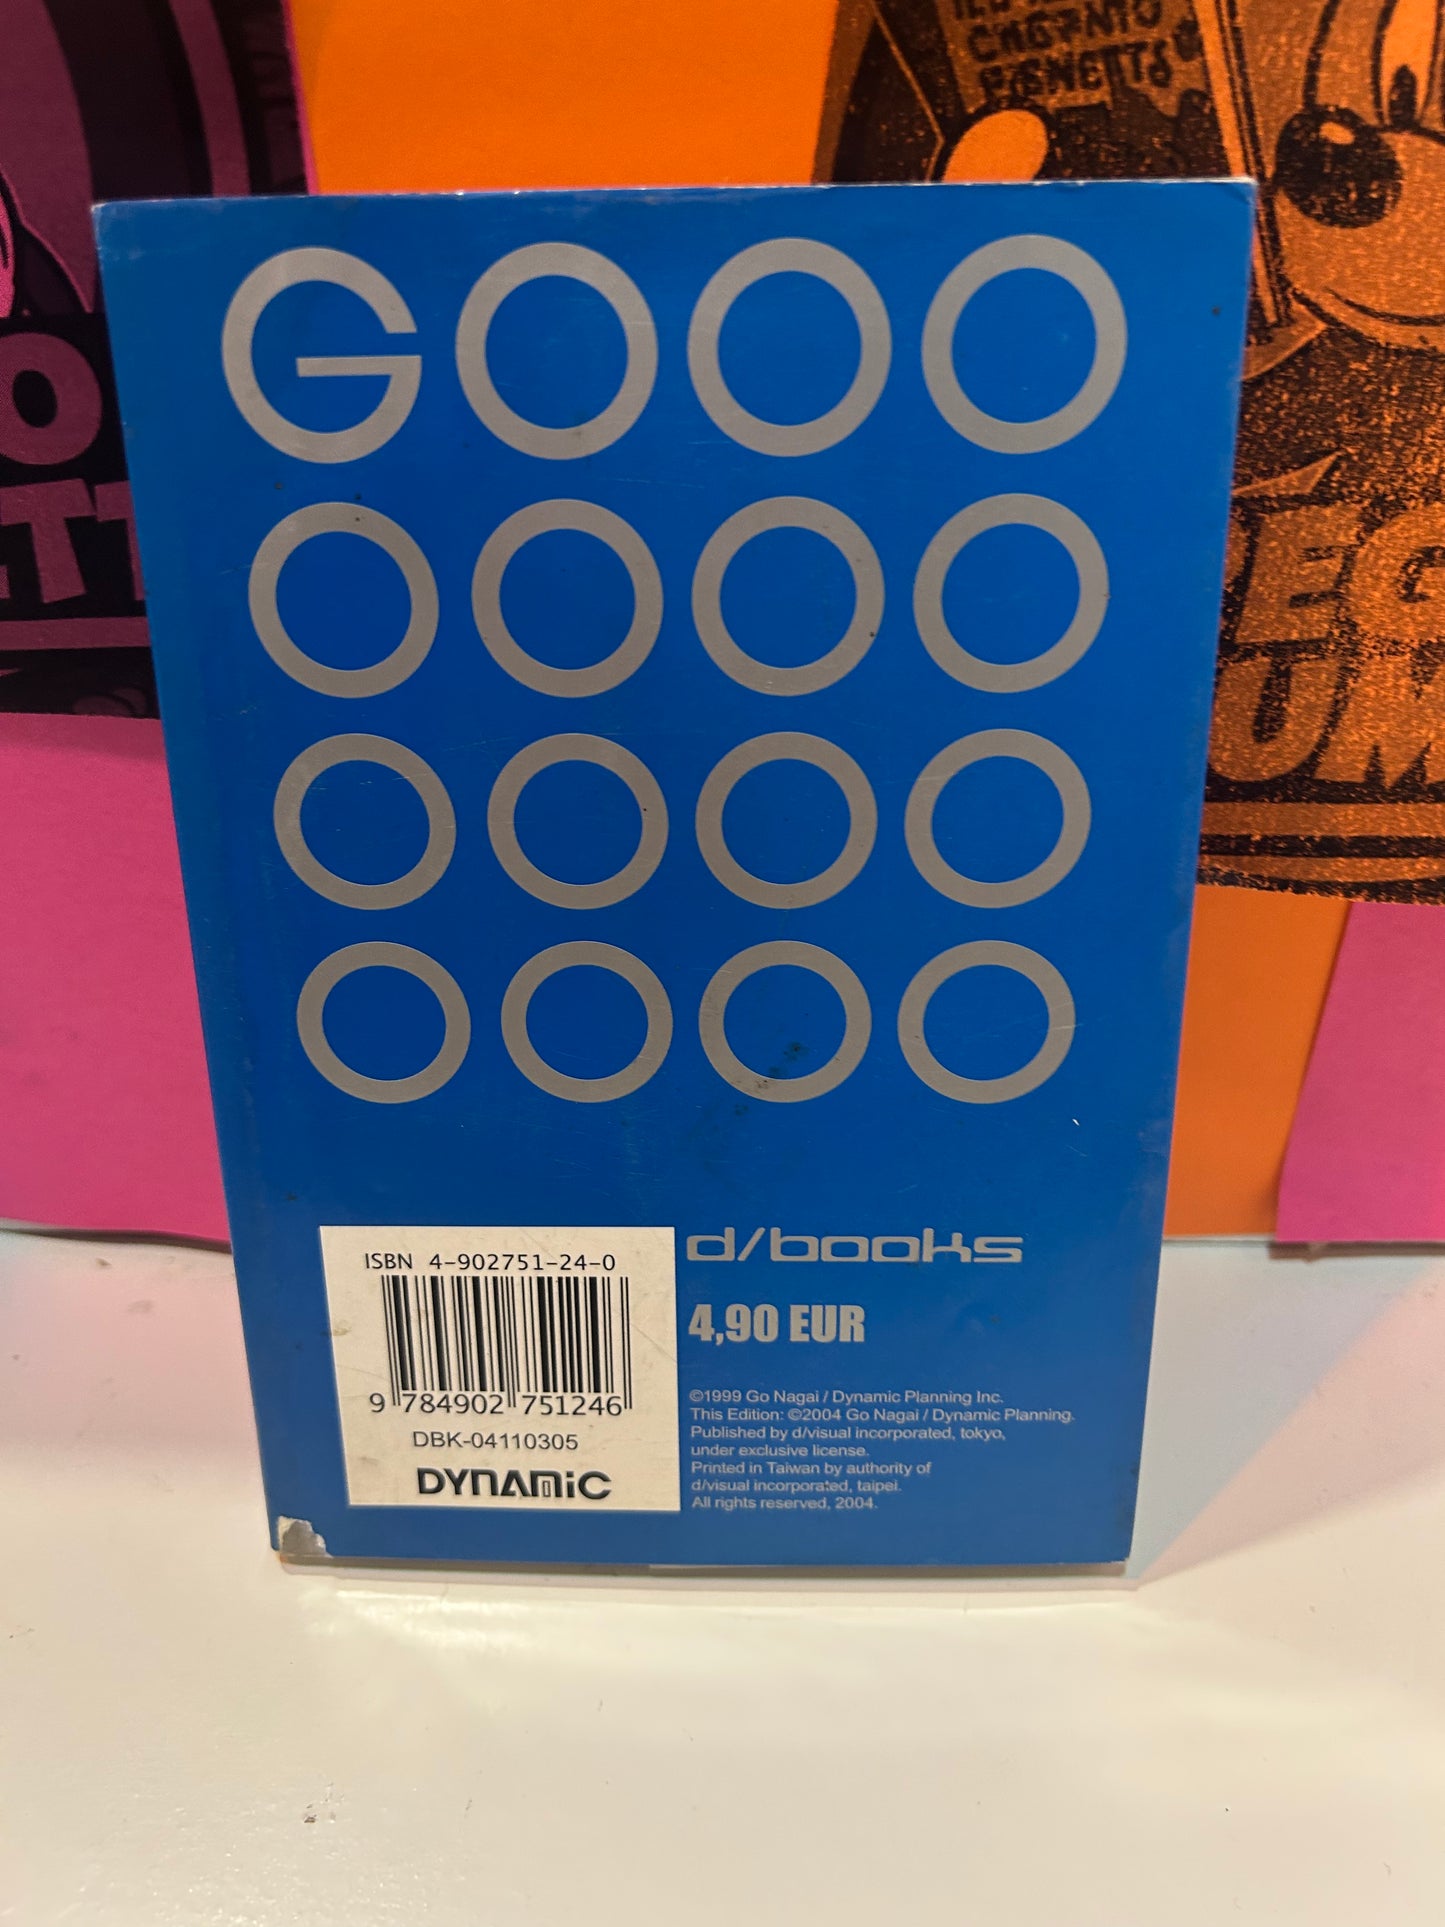 GOOO
OOOO
OOOO
OOOO
ISBN 4-902751-24-0
9 784902 751246
DBK-04110305
DYNAMiC
d/books
4,90 EUR
©1999 Go Nagai / Dynamic Planning Inc.
This Edition: ©2004 Go Nagai / Dynamic Planning.
Published by d/visual incorporated, tokyo,
under exclusive license.
Printed in Taiwan by authority of
d/visual incorporated, taipei.
All rights reserved, 2004.